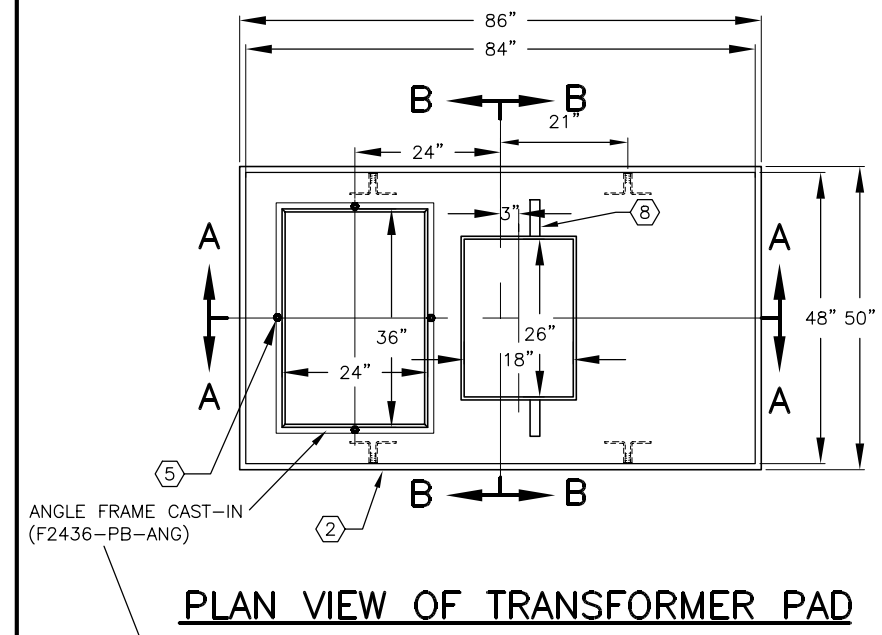 86"
84"
B B
21"
24"
3"
8
A A
36"
26"
48" 50"
24"
18"
A A
5
B B
ANGLE FRAME CAST-IN
(F2436-PB-ANG)
2
PLAN VIEW OF TRANSFORMER PAD